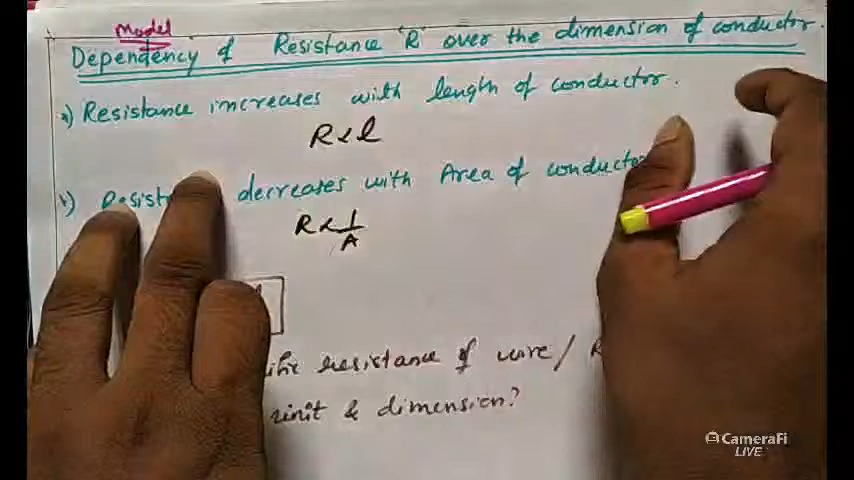 Model
Dependency of Resistance 'R' over the dimension of conductor.
a) Resistance increases with length of conductor.
R ∝ l
b) decreases with Area of conductor
R ∝ 1/A
resistance of wire /
unit & dimension?
CameraFi
LIVE